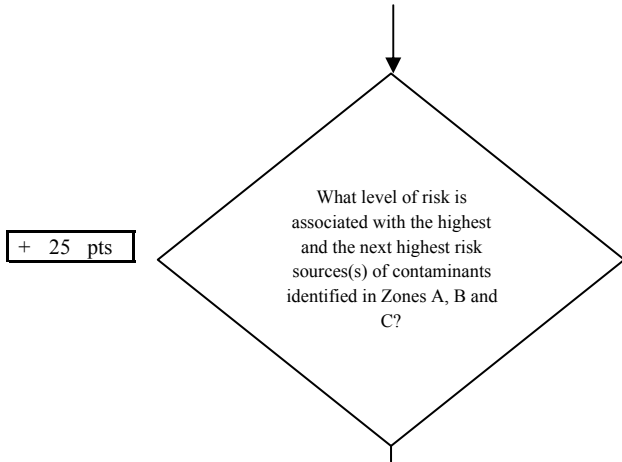 What level of risk is
associated with the highest
and the next highest risk
sources(s) of contaminants
identified in Zones A, B and
C?
+ 25 pts